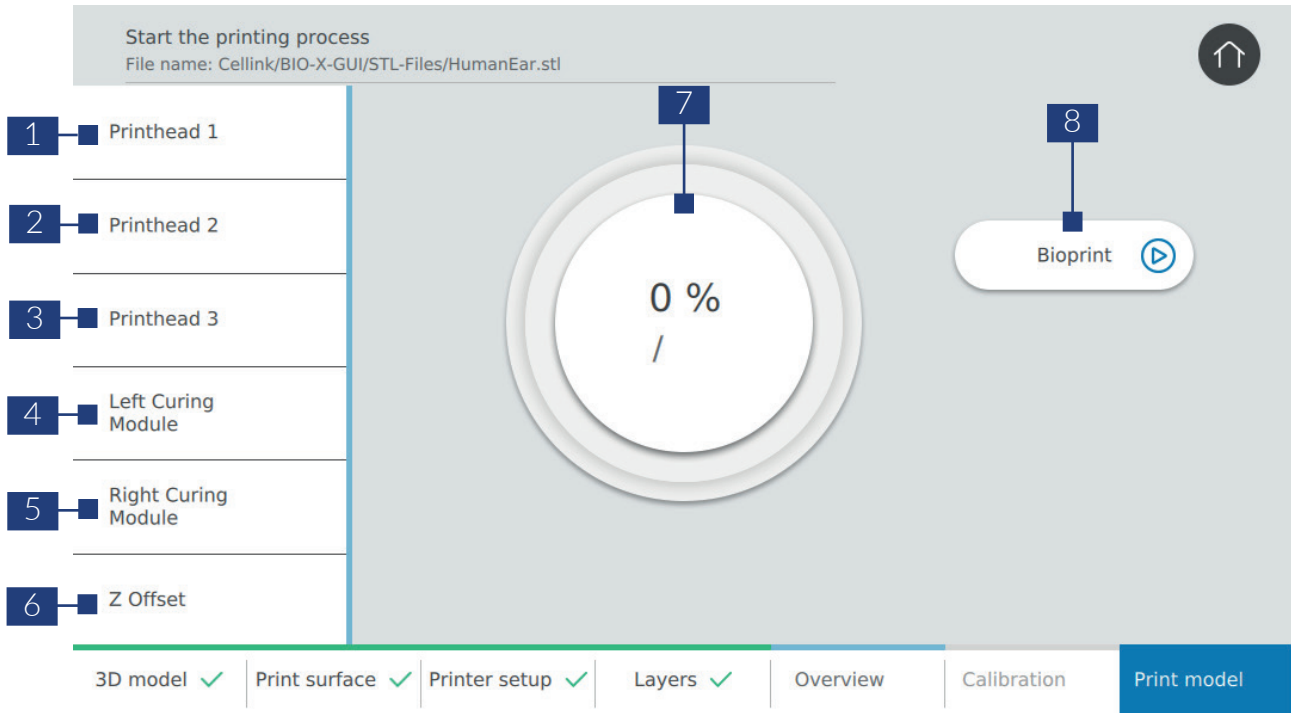 Start the printing process
File name: Cellink/BIO-X-GUI/STL-Files/HumanEar.stl
7
8
1
Printhead 1
2
Printhead 2
3
Printhead 3
4
Left Curing
Module
5
Right Curing
Module
6
Z Offset
0 %
/
Bioprint
3D model
Print surface
Printer setup
Layers
Overview
Calibration
Print model